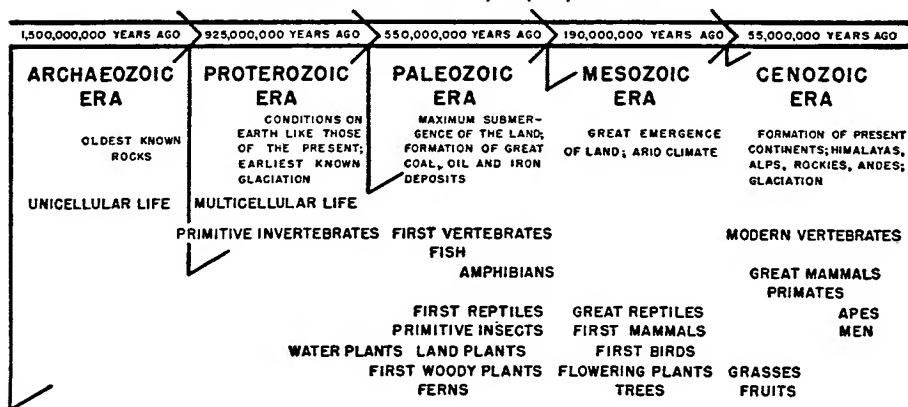 1,500,000,000 YEARS AGO 925,000,000 YEARS AGO 550,000,000 YEARS AGO 190,000,000 YEARS AGO 55,000,000 YEARS AGO
ARCHAEOZOIC
ERA
OLDEST KNOWN
ROCKS
UNICELLULAR LIFE
PROTEROZOIC
ERA
CONDITIONS ON
EARTH LIKE THOSE
OF THE PRESENT;
EARLIEST KNOWN
GLACIATION
MULTICELLULAR LIFE
PRIMITIVE INVERTEBRATES
WATER PLANTS
PALEOZOIC
ERA
MAXIMUM SUBMER-
GENCE OF THE LAND;
FORMATION OF GREAT
COAL, OIL AND IRON
DEPOSITS
FIRST VERTEBRATES
FISH
AMPHIBIANS
FIRST REPTILES
PRIMITIVE INSECTS
LAND PLANTS
FIRST WOODY PLANTS
FERNS
MESOZOIC
ERA
GREAT EMERGENCE
OF LAND; ARID CLIMATE
GREAT REPTILES
FIRST MAMMALS
FIRST BIRDS
FLOWERING PLANTS
TREES
CENOZOIC
ERA
FORMATION OF PRESENT
CONTINENTS; HIMALAYAS,
ALPS, ROCKIES, ANDES;
GLACIATION
MODERN VERTEBRATES
GREAT MAMMALS
PRIMATES
APES
MEN
GRASSES
FRUITS